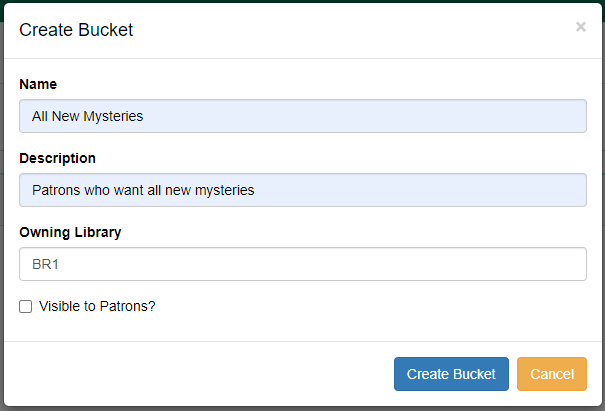 Create Bucket
×
Name
All New Mysteries
Description
Patrons who want all new mysteries
Owning Library
BR1
Visible to Patrons?
Create Bucket Cancel